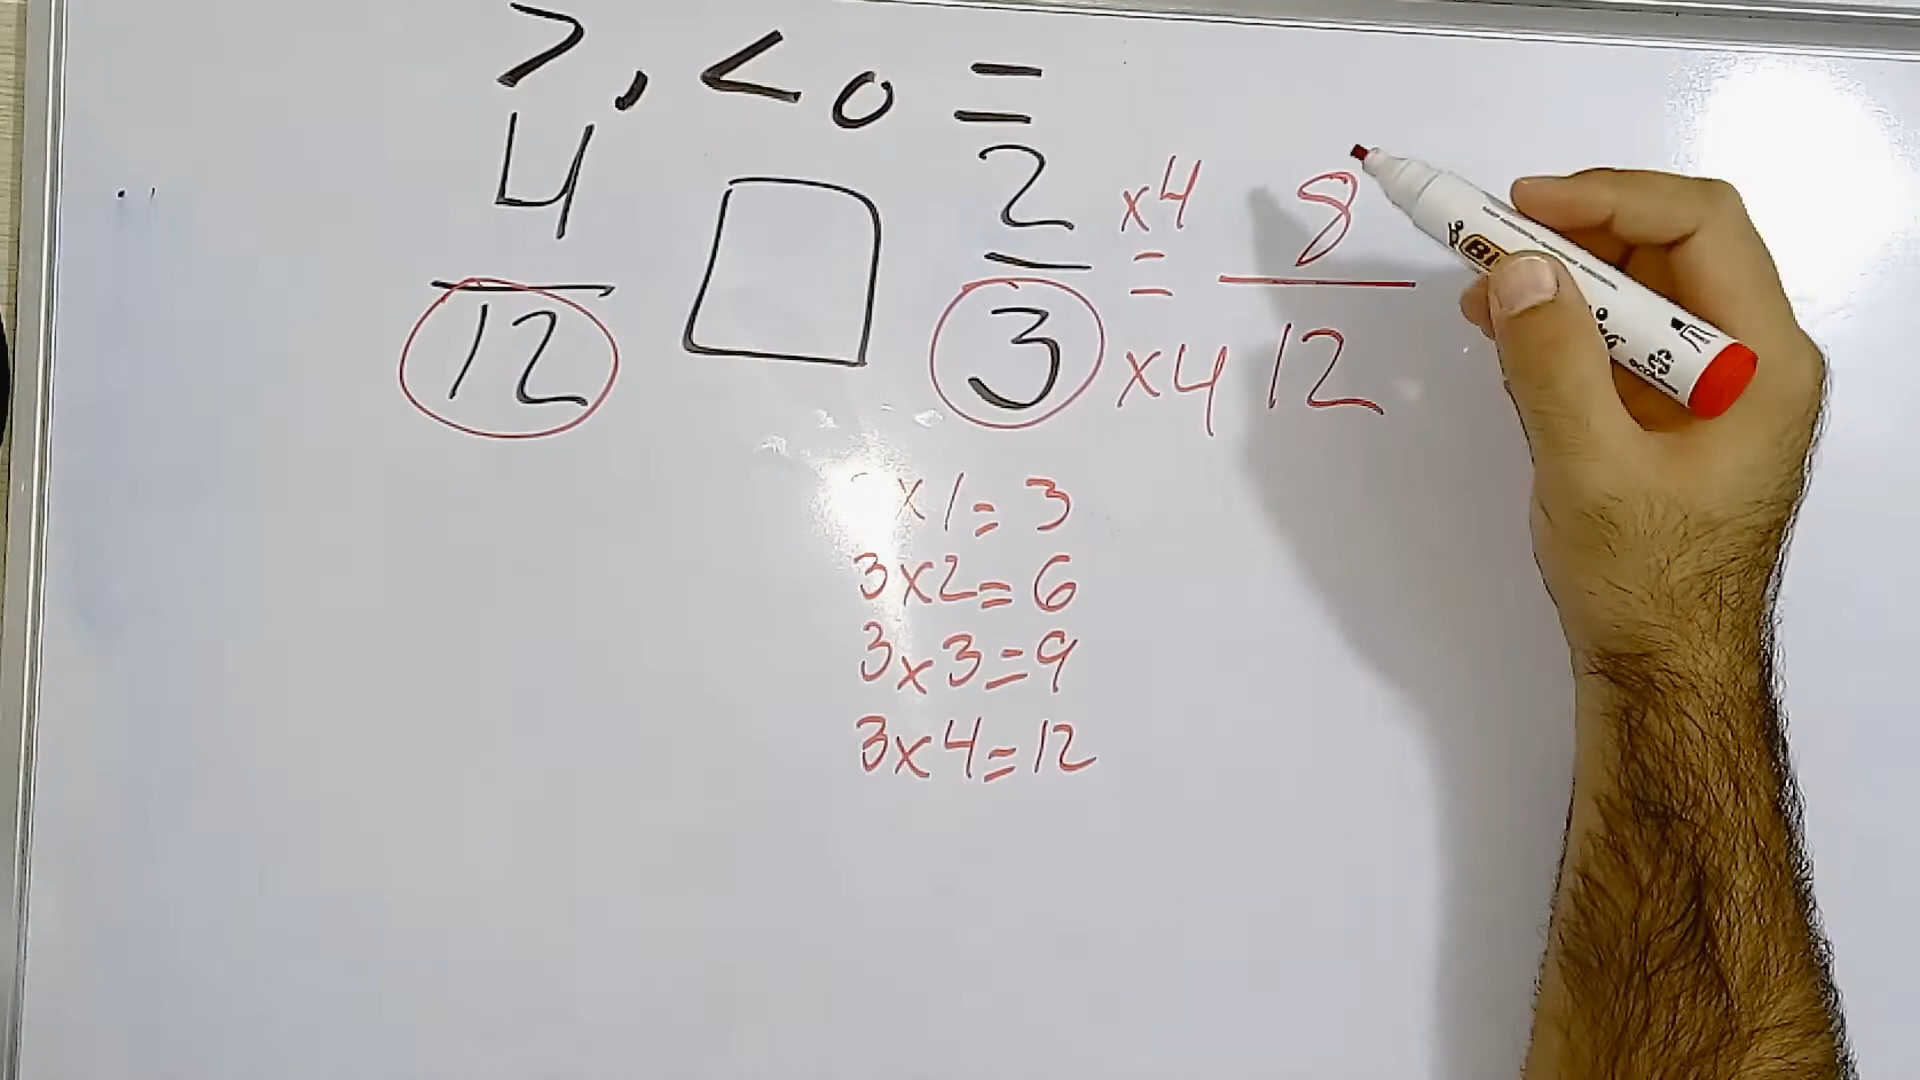 >, < o =
4/12 □ 2/3 x4 = x4 8/12
x1=3
3x2=6
3x3=9
3x4=12